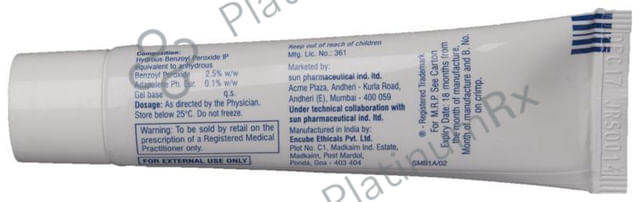 Composition:
Hydrous Benzoyl Peroxide IP
equivalent to anhydrous
Benzoyl Peroxide 2.5% w/w
Adapalene Ph. Eur. 0.1% w/w
Gel base q.s.
Dosage: As directed by the Physician.
Store below 25°C. Do not freeze.
Warning: To be sold by retail on the
prescription of a Registered Medical
Practitioner only.
FOR EXTERNAL USE ONLY
Keep out of reach of children
Mfg. Lic. No.: 361
Marketed by:
sun pharmaceutical ind. ltd.
Acme Plaza, Andheri - Kurla Road,
Andheri (E), Mumbai - 400 059
Under technical collaboration with
sun pharmaceutical ind. ltd.
Manufactured in India by:
Encube Ethicals Pvt. Ltd.
Plot No. C1, Madkaim Ind. Estate,
Madkaim, Post Mardol,
Ponda, Goa - 403 404
SMB1A/02
® - Registered Trademark
For M.R.P. See Carton
Expiry Date: 18 months from
the month of manufacture,
Month of manufacture and B. No.
on crimp.
DEC17 JRS0014
PlatinumRx
PlatinumRx